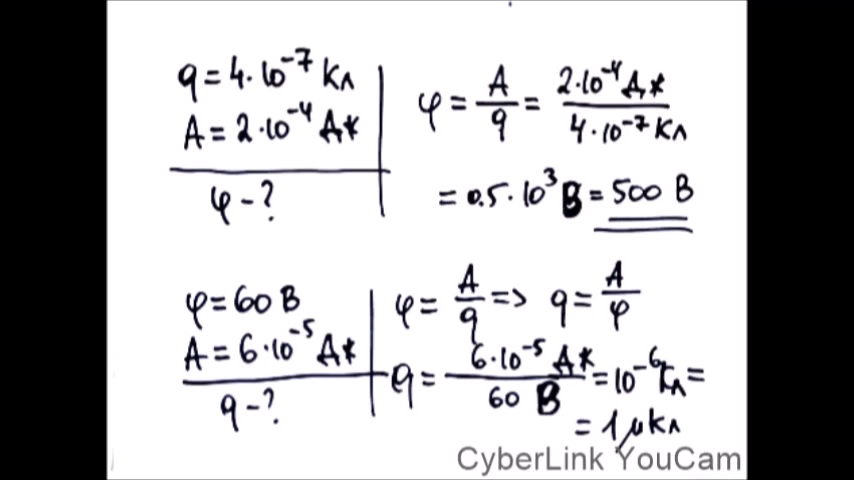 q = 4·10⁻⁷ Кл
A = 2·10⁻⁴ Дж
φ - ?
φ = A/q = 2·10⁻⁴ Дж / 4·10⁻⁷ Кл
= 0.5·10³ В = 500 В
φ = 60 В
A = 6·10⁻⁵ Дж
q - ?
φ = A/q => q = A/φ
q = 6·10⁻⁵ Дж / 60 В = 10⁻⁶ Кл =
= 1 μКл
CyberLink YouCam